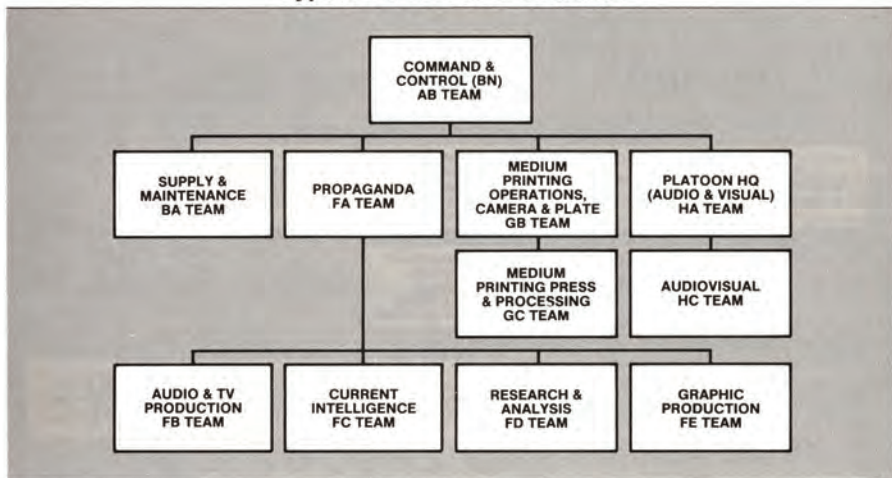 COMMAND &
CONTROL (BN)
AB TEAM
SUPPLY &
MAINTENANCE
BA TEAM
PROPAGANDA
FA TEAM
MEDIUM
PRINTING
OPERATIONS,
CAMERA & PLATE
GB TEAM
PLATOON HQ
(AUDIO & VISUAL)
HA TEAM
MEDIUM
PRINTING PRESS
& PROCESSING
GC TEAM
AUDIOVISUAL
HC TEAM
AUDIO & TV
PRODUCTION
FB TEAM
CURRENT
INTELLIGENCE
FC TEAM
RESEARCH &
ANALYSIS
FD TEAM
GRAPHIC
PRODUCTION
FE TEAM